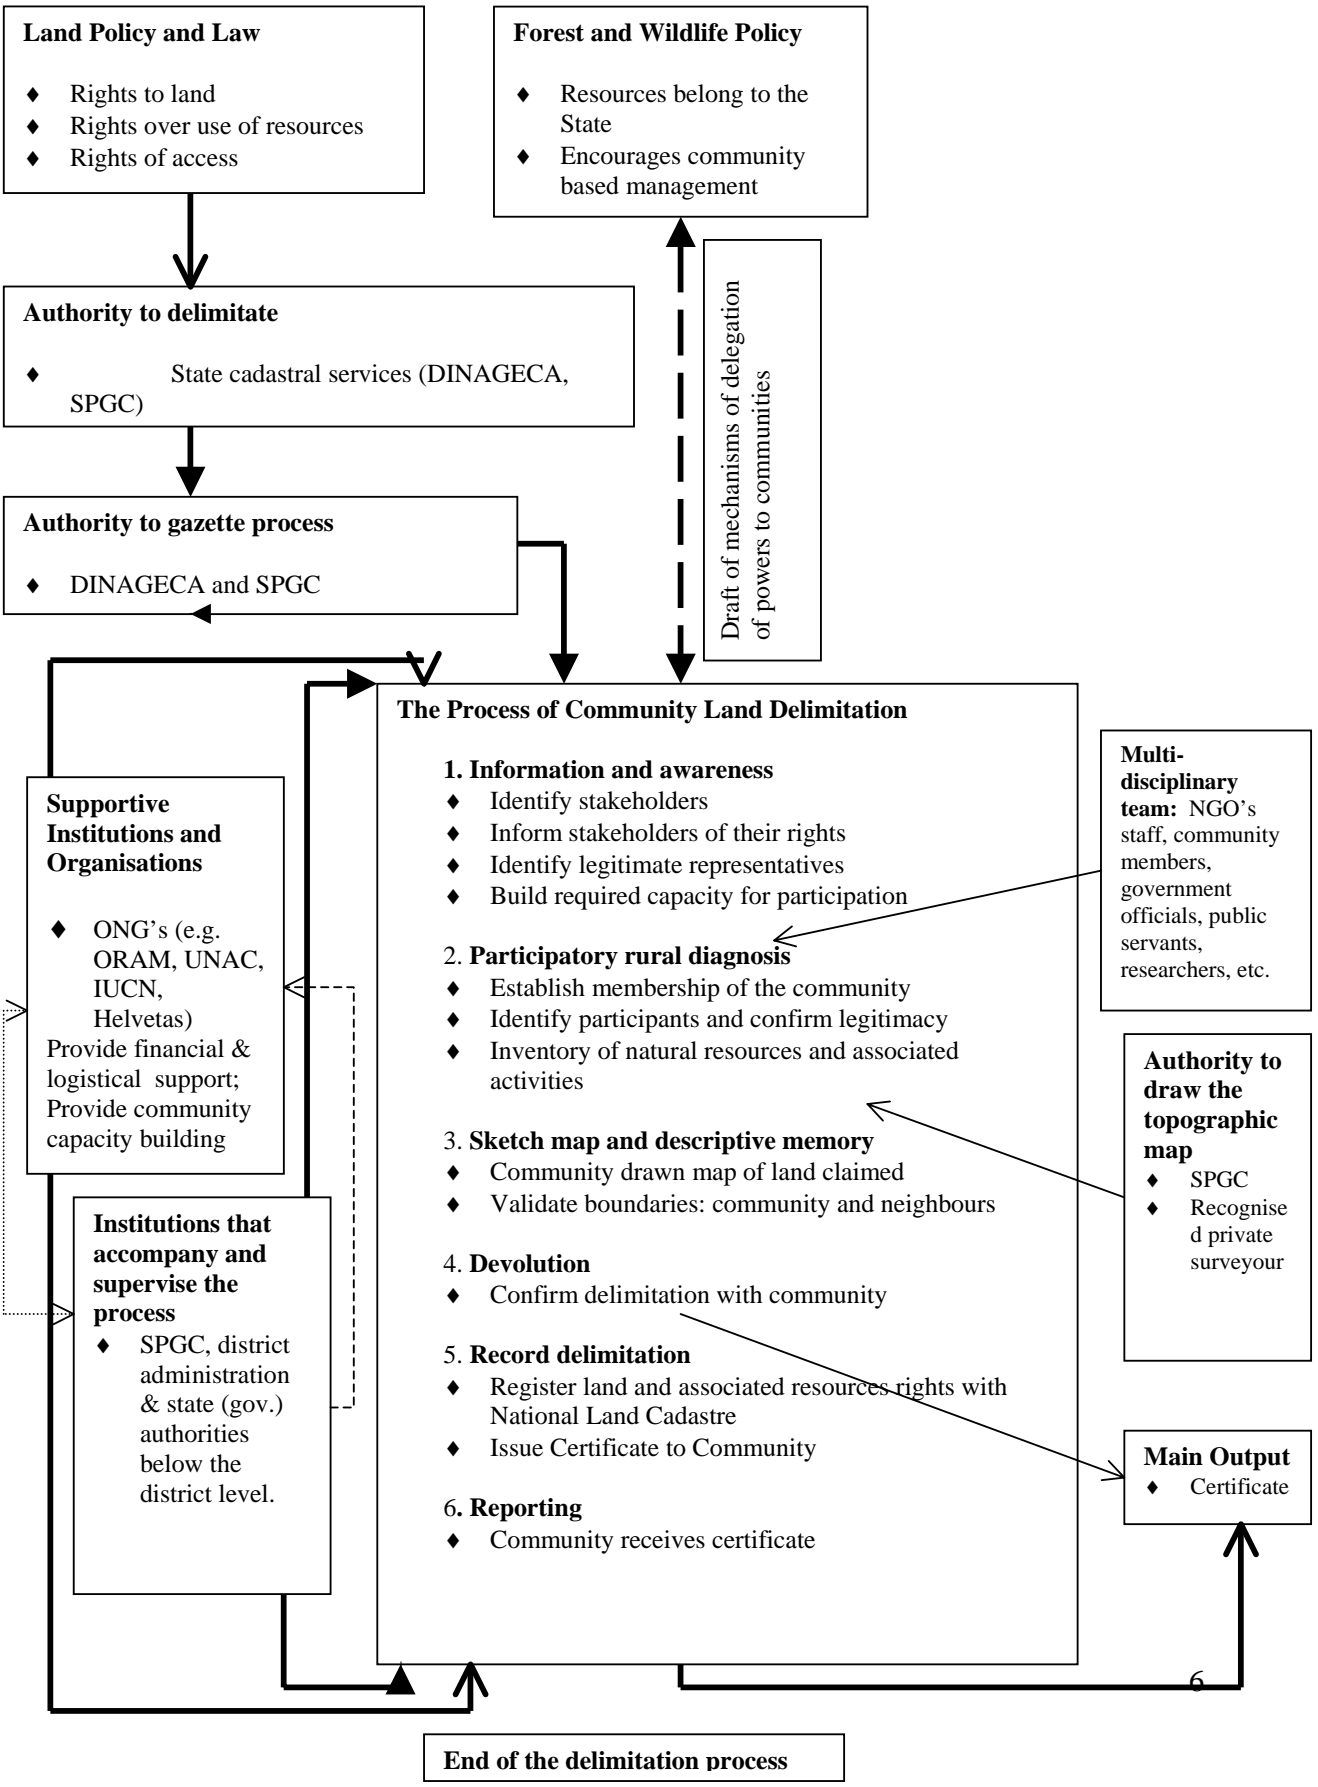 Land Policy and Law
♦ Rights to land
♦ Rights over use of resources
♦ Rights of access
Forest and Wildlife Policy
♦ Resources belong to the
State
♦ Encourages community
based management
Draft of mechanisms of delegation
of powers to communities
Authority to delimitate
♦ State cadastral services (DINAGECA,
SPGC)
Authority to gazette process
♦ DINAGECA and SPGC
Supportive
Institutions and
Organisations
♦ ONG’s (e.g.
ORAM, UNAC,
IUCN,
Helvetas)
Provide financial &
logistical support;
Provide community
capacity building
Institutions that
accompany and
supervise the
process
♦ SPGC, district
administration
& state (gov.)
authorities
below the
district level.
The Process of Community Land Delimitation
1. Information and awareness
♦ Identify stakeholders
♦ Inform stakeholders of their rights
♦ Identify legitimate representatives
♦ Build required capacity for participation
2. Participatory rural diagnosis
♦ Establish membership of the community
♦ Identify participants and confirm legitimacy
♦ Inventory of natural resources and associated
activities
3. Sketch map and descriptive memory
♦ Community drawn map of land claimed
♦ Validate boundaries: community and neighbours
4. Devolution
♦ Confirm delimitation with community
5. Record delimitation
♦ Register land and associated resources rights with
National Land Cadastre
♦ Issue Certificate to Community
6. Reporting
♦ Community receives certificate
Multi-
disciplinary
team: NGO’s
staff, community
members,
government
officials, public
servants,
researchers, etc.
Authority to
draw the
topographic
map
♦ SPGC
♦ Recognise
d private
surveyour
Main Output
♦ Certificate
6
End of the delimitation process